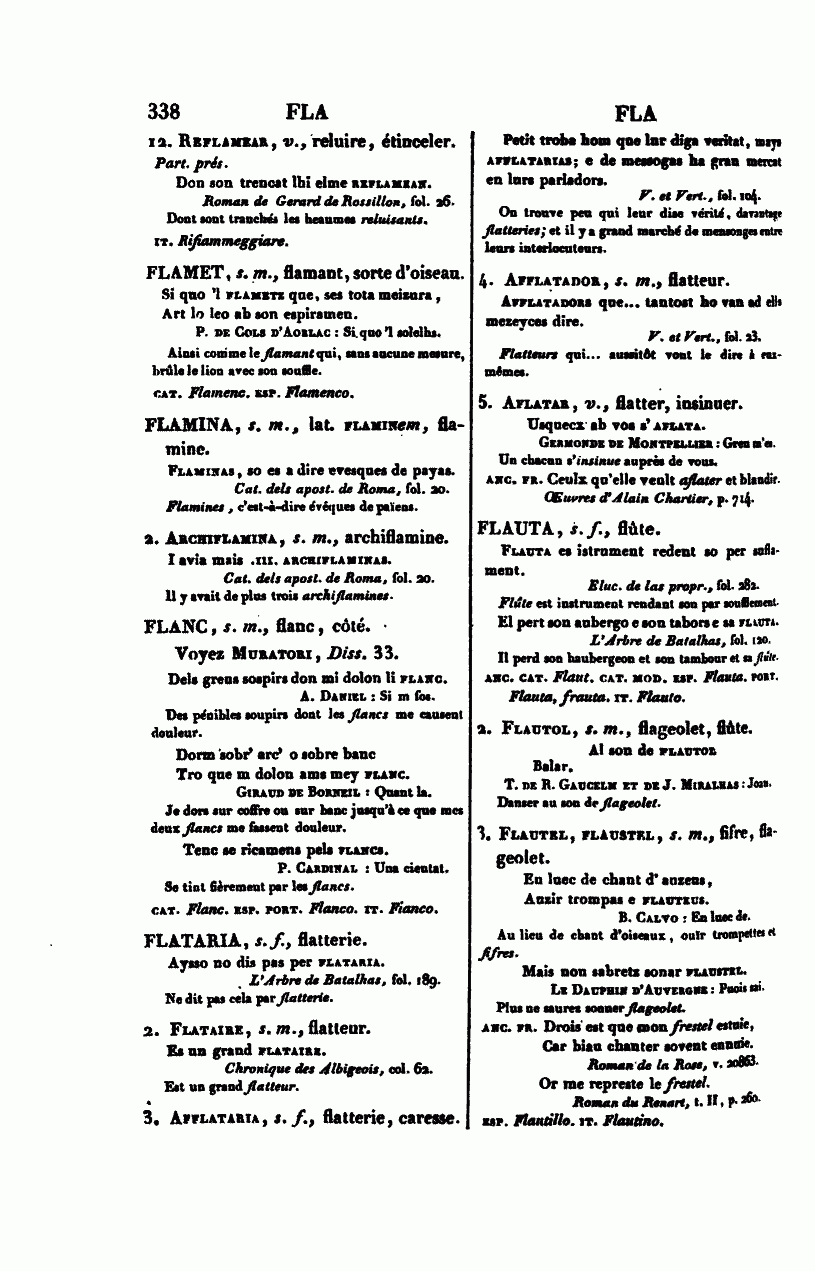 338 FLA
12. REFLAMEAR, v., reluire, étinceler.
Part. prés.
Don son trencat lhi elme REFLAMEAN.
Roman de Gerard de Rossillon, fol. 26.
Dont sont tranchés les heaumes reluisants.
IT. Rifiammeggiare.
FLAMET, s. m., flamant, sorte d'oiseau.
Si quo 'l FLAMETZ que, ses tota meizura,
Art lo leo ab son espiramen.
P. DE COLS D'AORLAC : Si quo 'l solelhs.
Ainsi comme le flamant qui, sans aucune mesure,
brûle le lion avec son souffle.
CAT. Flamenc. ESP. Flamenco.
FLAMINA, s. m., lat. FLAMINem, fla-
mine.
FLAMINAS, so es a dire evesques de payas.
Cat. dels apost. de Roma, fol. 20.
Flamines, c'est-à-dire évéques de païens.
2. ARCHIFLAMINA, s. m., archiflamine.
I avia mais .III. ARCHIFLAMINAS.
Cat. dels apost. de Roma, fol. 20.
Il y avait de plus trois archiflamines.
FLANC, s. m., flanc, côté.
Voyez MURATORI, Diss. 33.
Dels greus sospirs don mi dolon li FLANC.
A. DANIEL : Si m fos.
Des pénibles soupirs dont les flancs me causent
douleur.
Dorm sobr' arc' o sobre banc
Tro que m dolon ams mey FLANC.
GIRAUD DE BORNEIL : Quant la.
Je dors sur coffre ou sur banc jusqu'à ce que mes
deux flancs me fassent douleur.
Tenc se ricamens pels FLANCS.
P. CARDINAL : Una cientat.
Se tint fièrement par les flancs.
CAT. Flanc. ESP. PORT. Flanco. IT. Fianco.
FLATARIA, s. f., flatterie.
Aysso no dis pas per FLATARIA.
L'Arbre de Batalhas, fol. 189.
Ne dit pas cela par flatterie.
2. FLATAIRE, s. m., flatteur.
Es un grand FLATAIRE.
Chronique des Albigeois, col. 62.
Est un grand flatteur.
3. AFFLATARIA, s. f., flatterie, caresse.
FLA
Petit troba hom que lur diga veritat, mays
AFFLATARIAS; e de messogas ha gran mercat
en lurs parladors.
V. et Vert., fol. 104.
On trouve peu qui leur dise vérité, davantage
flatteries; et il y a grand marché de mensonges entre
leurs interlocuteurs.
4. AFFLATADOR, s. m., flatteur.
AFFLATADORS que... tantost ho van ad els
mezeyces dire.
V. et Vert., fol. 23.
Flatteurs qui... aussitôt vont le dire à eux-
mêmes.
5. AFLATAR, v., flatter, insinuer.
Usquecx ab vos s' AFLATA.
GERMONDE DE MONTPELLIER : Greu m'es.
Un chacun s'insinue auprès de vous.
ANC. FR. Ceulx qu'elle veult aflater et blandir.
Œuvres d'Alain Chartier, p. 714.
FLAUTA, s. f., flûte.
FLAUTA es istrument redent so per sufla-
ment.
Eluc. de las propr., fol. 282.
Flûte est instrument rendant son par soufflement.
El pert son aubergo e son tabors e sa FLAUTA.
L'Arbre de Batalhas, fol. 120.
Il perd son haubergeon et son tambour et sa flûte.
ANC. CAT. Flaut. CAT. MOD. ESP. Flauta. PORT.
Flauta, frauta. IT. Flauto.
2. FLAUTOL, s. m., flageolet, flûte.
Al son de FLAUTOL
Balar.
T. DE R. GAUCELM ET DE J. MIRALHAS : Joan.
Danser au son de flageolet.
3. FLAUTEL, FLAUSTEL, s. m., fifre, fla-
geolet.
En luec de chant d' auzeus,
Auzir trompas e FLAUTEUS.
B. CALVO : En luec de.
Au lieu de chant d'oiseaux, ouïr trompettes et
fifres.
Mais non sabretz sonar FLAUSTEL.
LE DAUPHIN D'AUVERGNE : Puois sai.
Plus ne saures sonner flageolet.
ANC. FR. Drois est que mon frestel estuie,
Car biau chanter sovent ennuie.
Roman de la Rose, v. 20863.
Or me represte le frestel.
Roman du Renart, t. II, p. 260.
ESP. Flautillo. IT. Flautino.